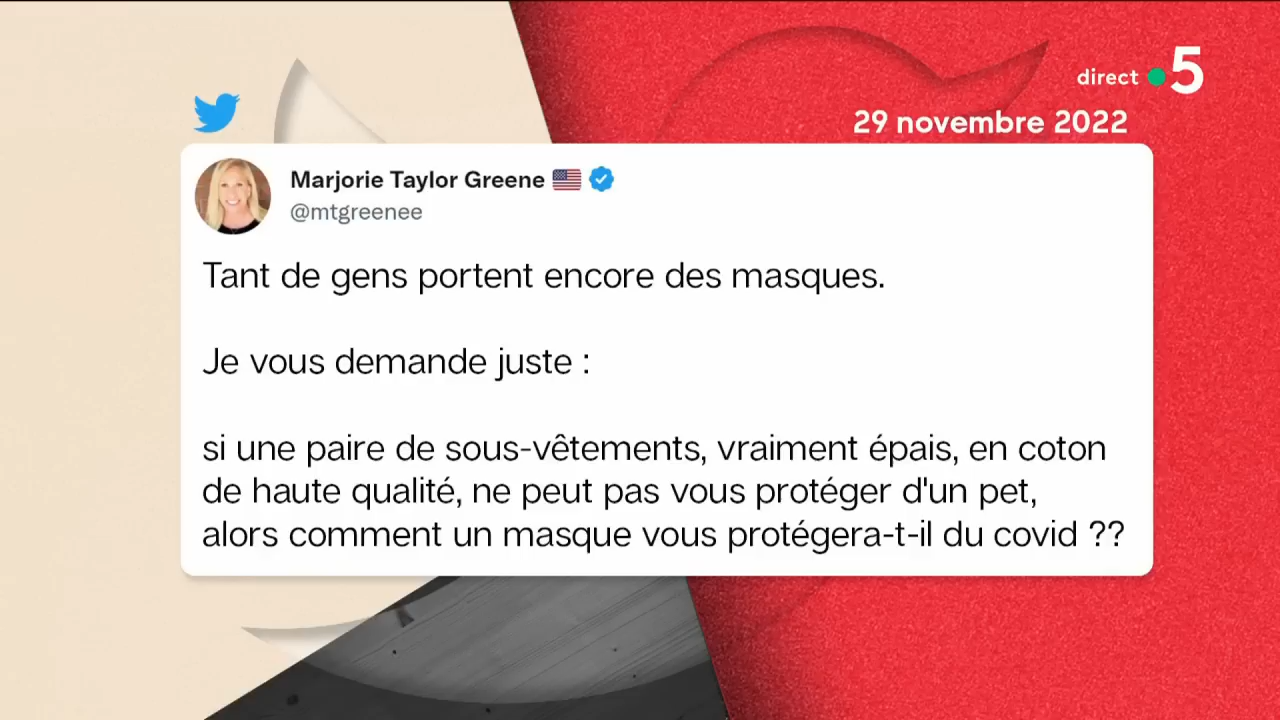 direct 5
29 novembre 2022
Marjorie Taylor Greene
@mtgreenee
Tant de gens portent encore des masques.
Je vous demande juste :
si une paire de sous-vêtements, vraiment épais, en coton
de haute qualité, ne peut pas vous protéger d'un pet,
alors comment un masque vous protégera-t-il du covid ??